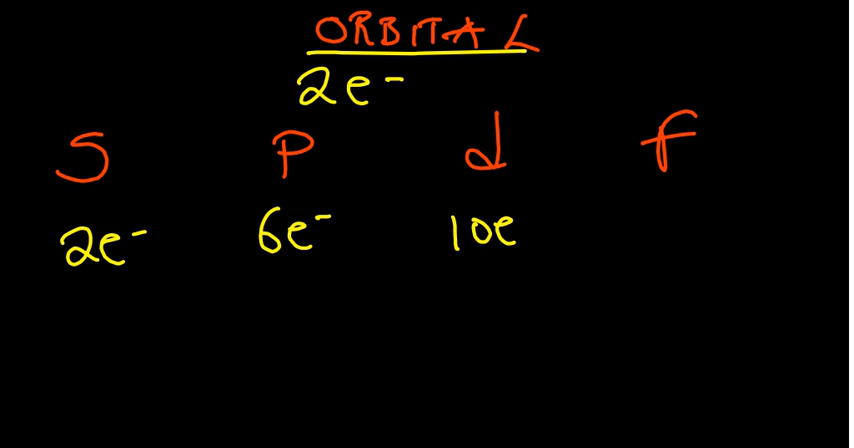 ORBITAL
2e-
S P d f
2e- 6e- 10e